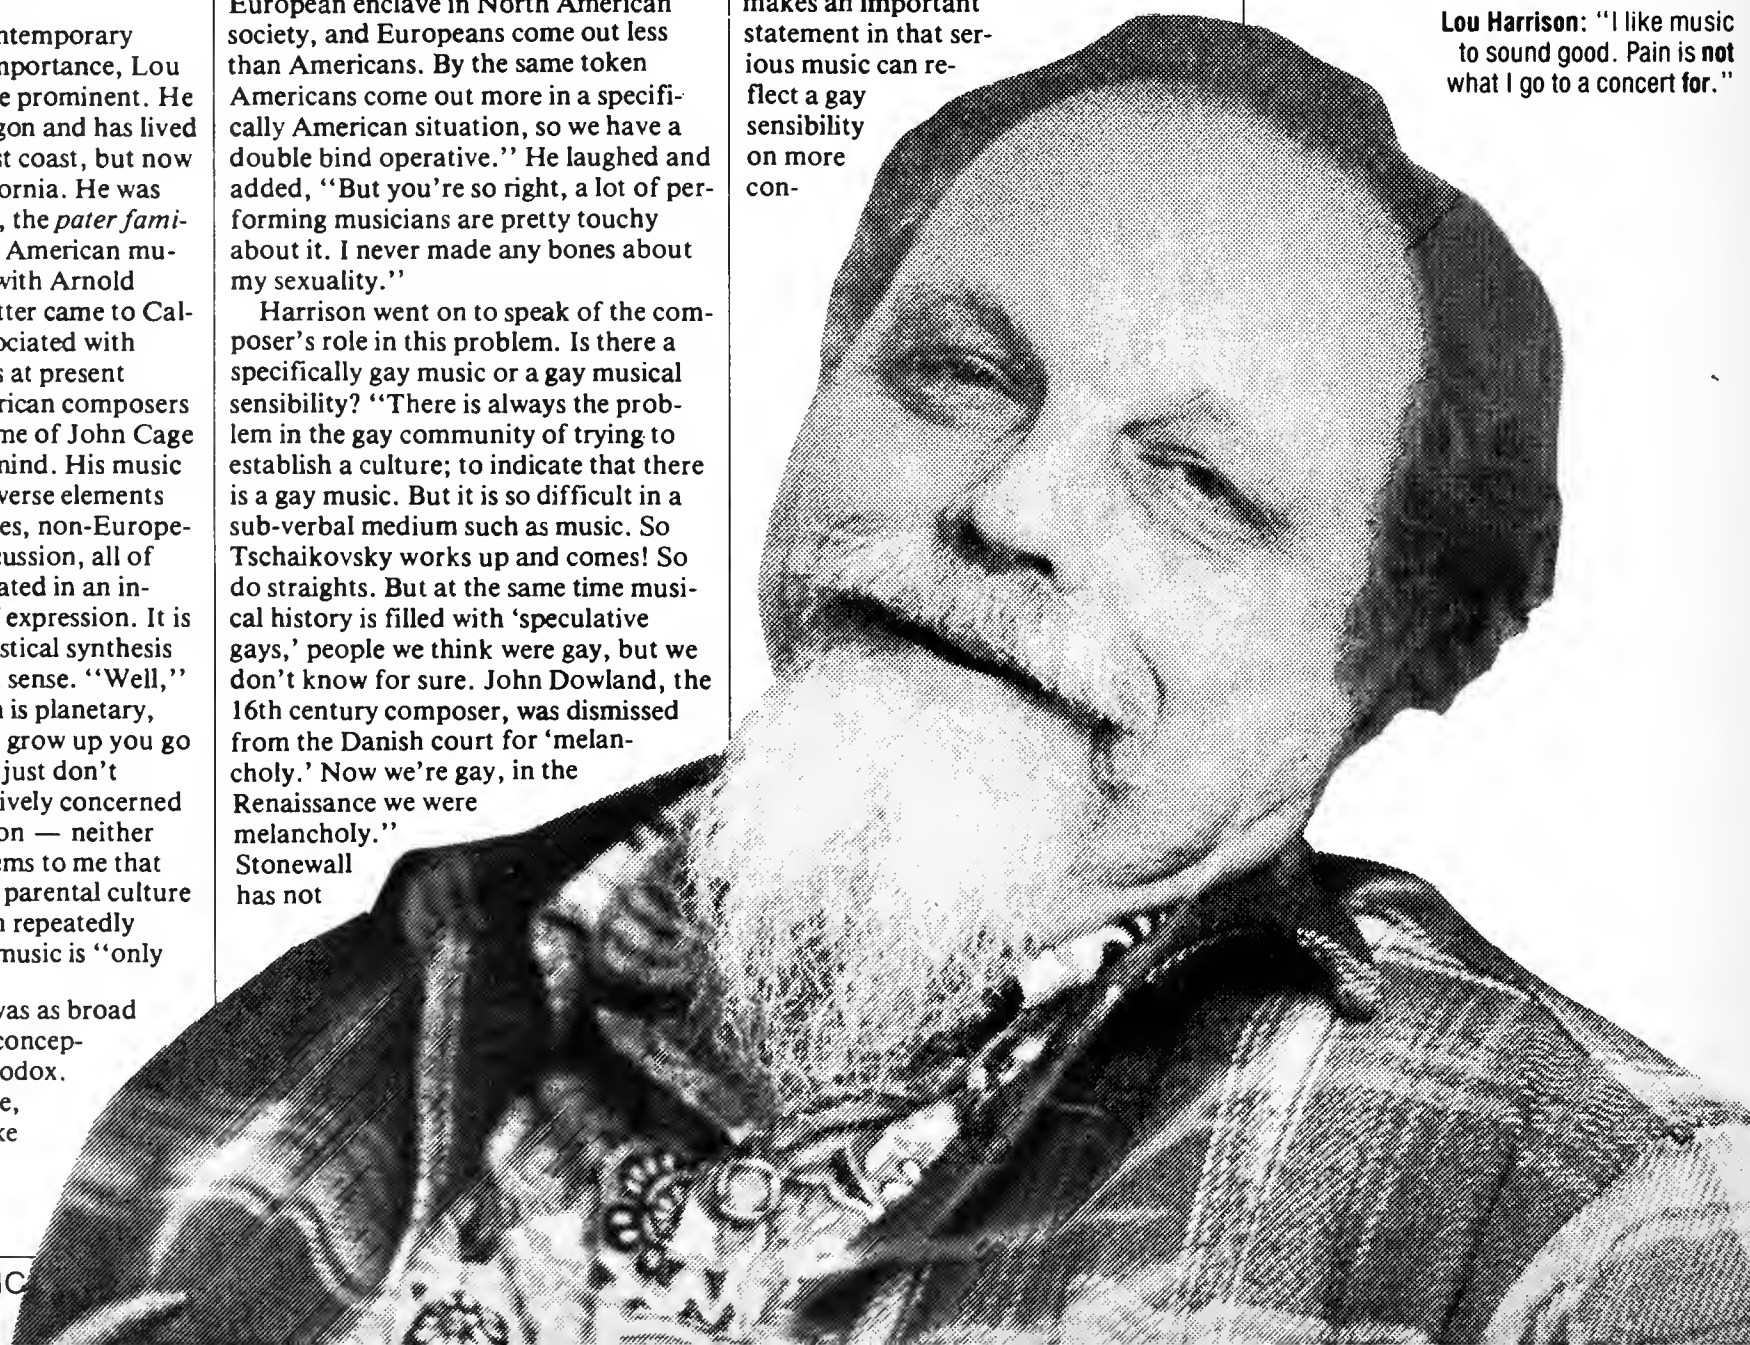 ntemporary
mportance, Lou
e prominent. He
gon and has lived
st coast, but now
ornia. He was
, the pater fami-
American mu-
with Arnold
tter came to Cal-
ociated with
s at present
rican composers
me of John Cage
mind. His music
verse elements
es, non-Europe-
cussion, all of
ated in an in-
expression. It is
stical synthesis
sense. “Well,”
is planetary,
grow up you go
just don't
ively concerned
on — neither
ems to me that
parental culture
repeatedly
music is “only
was as broad
concep-
odox.
e,
ke
European enclave in North American
society, and Europeans come out less
than Americans. By the same token
Americans come out more in a specifi-
cally American situation, so we have a
double bind operative.” He laughed and
added, “But you're so right, a lot of per-
forming musicians are pretty touchy
about it. I never made any bones about
my sexuality.”
Harrison went on to speak of the com-
poser's role in this problem. Is there a
specifically gay music or a gay musical
sensibility? “There is always the prob-
lem in the gay community of trying to
establish a culture; to indicate that there
is a gay music. But it is so difficult in a
sub-verbal medium such as music. So
Tschaikovsky works up and comes! So
do straights. But at the same time musi-
cal history is filled with ‘speculative
gays,’ people we think were gay, but we
don't know for sure. John Dowland, the
16th century composer, was dismissed
from the Danish court for ‘melan-
choly.’ Now we're gay, in the
Renaissance we were
melancholy.”
Stonewall
has not
makes an important
statement in that ser-
ious music can re-
flect a gay
sensibility
on more
con-
Lou Harrison: “I like music
to sound good. Pain is not
what I go to a concert for.”